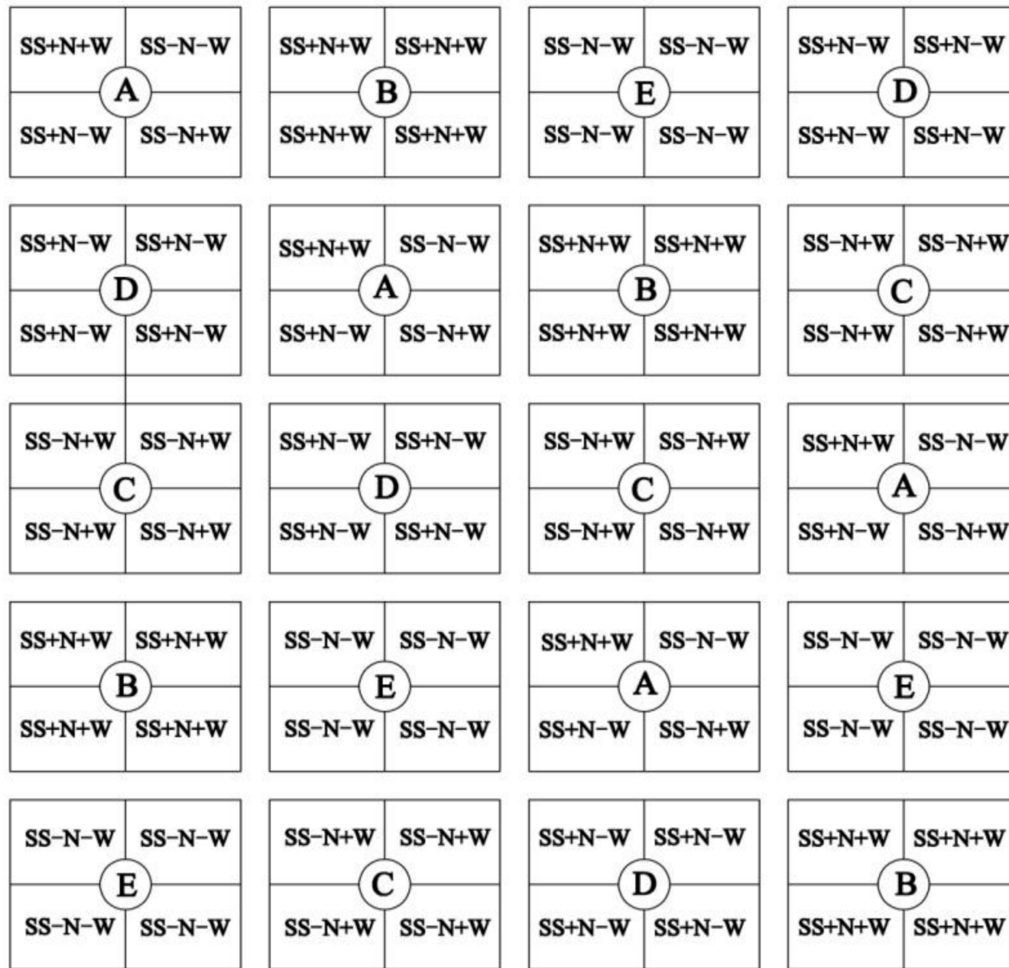 SS+N+W SS−N−W SS+N+W SS+N+W SS−N−W SS−N−W SS+N−W SS+N−W
A B E D
SS+N−W SS−N+W SS+N+W SS+N+W SS−N−W SS−N−W SS+N−W SS+N−W
SS+N−W SS+N−W SS+N+W SS−N−W SS+N+W SS+N+W SS−N+W SS−N+W
D A B C
SS+N−W SS+N−W SS+N−W SS−N+W SS+N+W SS+N+W SS−N+W SS−N+W
SS−N+W SS−N+W SS+N−W SS+N−W SS−N+W SS−N+W SS+N+W SS−N−W
C D C A
SS−N+W SS−N+W SS+N−W SS+N−W SS−N+W SS−N+W SS+N−W SS−N+W
SS+N+W SS+N+W SS−N−W SS−N−W SS+N+W SS−N−W SS−N−W SS−N−W
B E A E
SS+N+W SS+N+W SS−N−W SS−N−W SS+N−W SS−N+W SS−N−W SS−N−W
SS−N−W SS−N−W SS−N+W SS−N+W SS+N−W SS+N−W SS+N+W SS+N+W
E C D B
SS−N−W SS−N−W SS−N+W SS−N+W SS+N−W SS+N−W SS+N+W SS+N+W